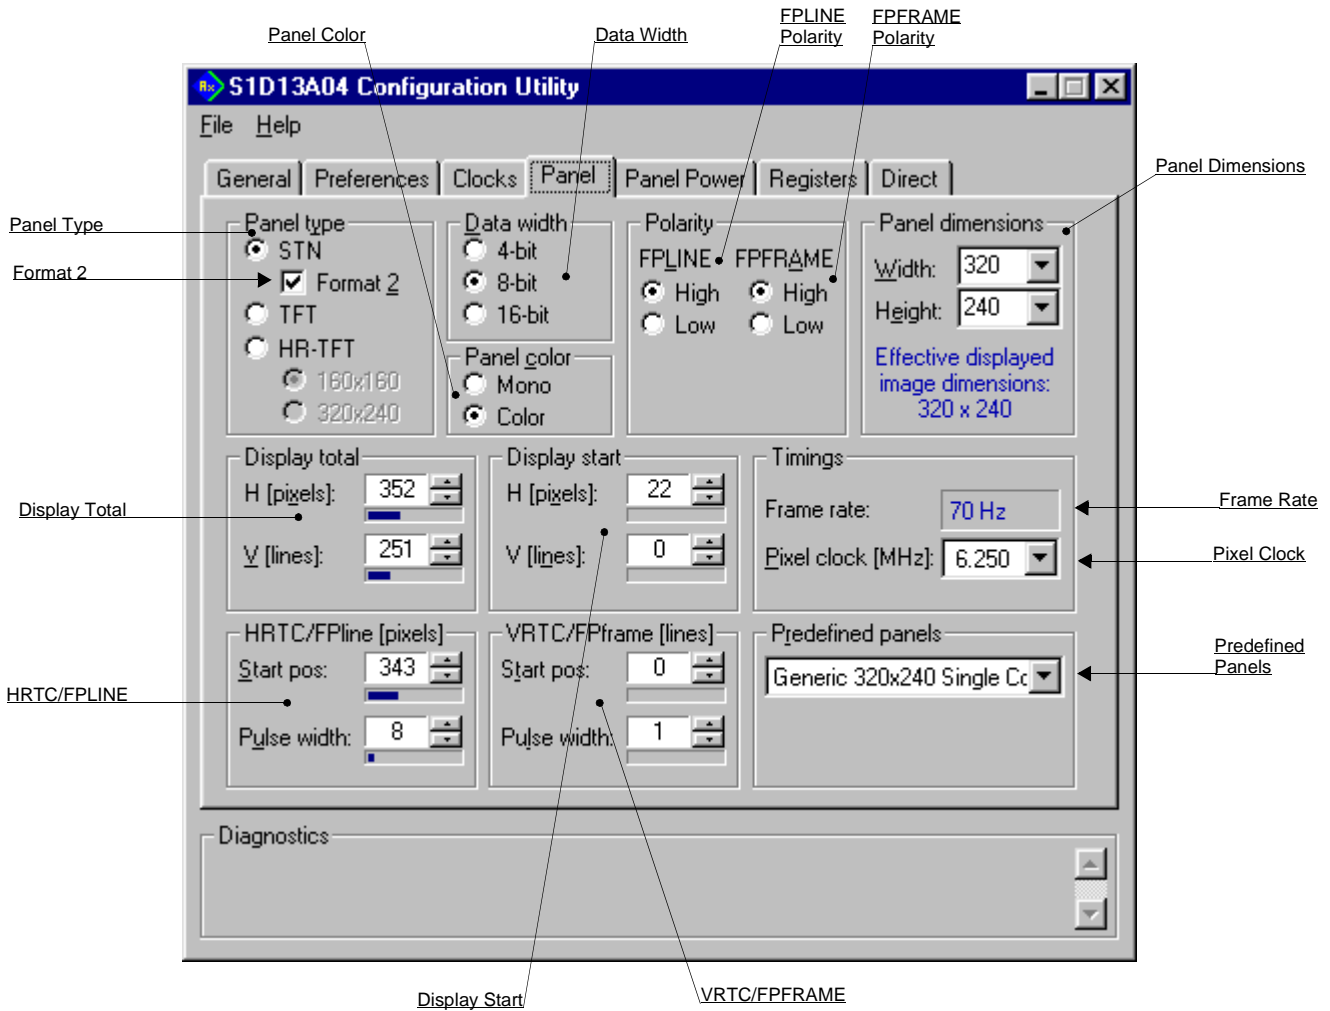 FPLINE
Polarity
FPFRAME
Polarity
Panel Color
Data Width
S1D13A04 Configuration Utility
File Help
General Preferences Clocks Panel Panel Power Registers Direct
Panel Dimensions
Panel Type
Format 2
Panel type
STN
Format 2
TFT
HR-TFT
160x160
320x240
Data width
4-bit
8-bit
16-bit
Panel color
Mono
Color
Polarity
FPLINE FPFRAME
High High
Low Low
Panel dimensions
Width: 320
Height: 240
Effective displayed
image dimensions:
320 x 240
Display Total
Display total
H [pixels]: 352
V [lines]: 251
Display start
H [pixels]: 22
V [lines]: 0
Timings
Frame rate: 70 Hz
Pixel clock [MHz]: 6.250
Frame Rate
Pixel Clock
HRTC/FPLINE
HRTC/FPline [pixels]
Start pos: 343
Pulse width: 8
VRTC/FPframe [lines]
Start pos: 0
Pulse width: 1
Predefined panels
Generic 320x240 Single Co
Predefined
Panels
Diagnostics
Display Start
VRTC/FPFRAME